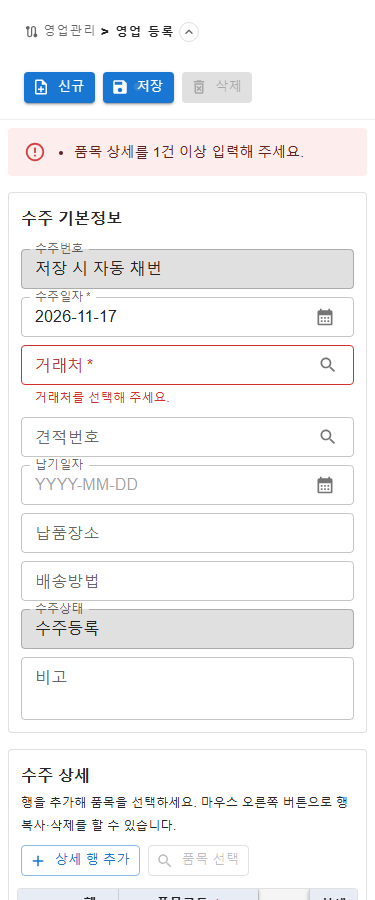 영업관리 > 영업 등록
신규 저장 삭제
• 품목 상세를 1건 이상 입력해 주세요.
수주 기본정보
수주번호
저장 시 자동 채번
수주일자 *
2026-11-17
거래처 *
거래처를 선택해 주세요.
견적번호
납기일자
YYYY-MM-DD
납품장소
배송방법
수주상태
수주등록
비고
수주 상세
행을 추가해 품목을 선택하세요. 마우스 오른쪽 버튼으로 행
복사·삭제를 할 수 있습니다.
상세 행 추가 품목 선택